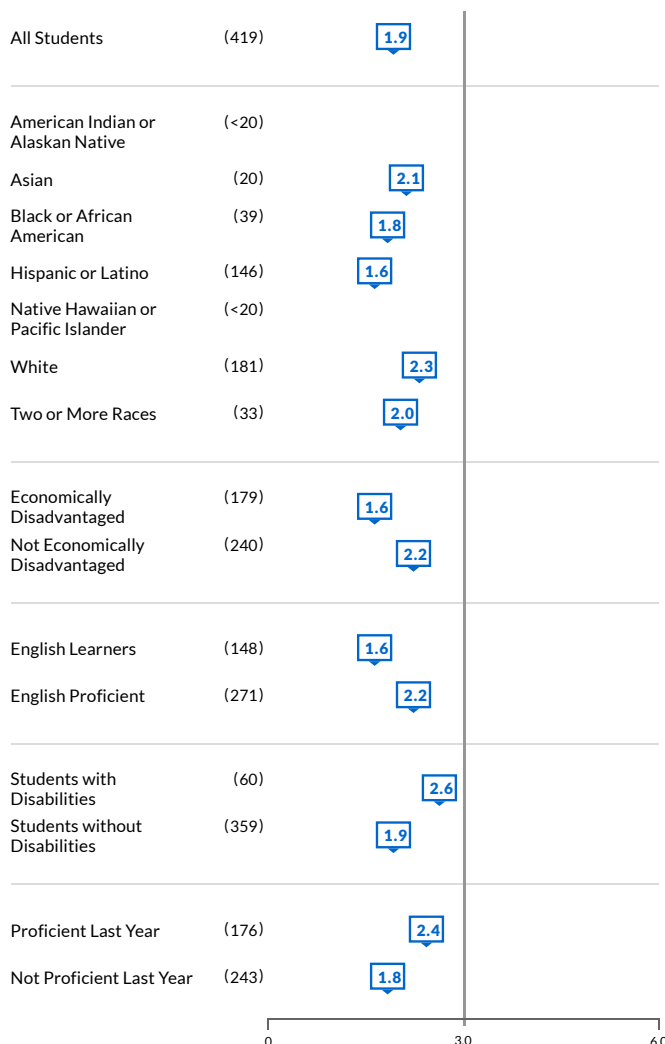 All Students (419) 1.9
American Indian or (<20)
Alaskan Native
Asian (20) 2.1
Black or African (39) 1.8
American
Hispanic or Latino (146) 1.6
Native Hawaiian or (<20)
Pacific Islander
White (181) 2.3
Two or More Races (33) 2.0
Economically (179) 1.6
Disadvantaged
Not Economically (240) 2.2
Disadvantaged
English Learners (148) 1.6
English Proficient (271) 2.2
Students with (60) 2.6
Disabilities
Students without (359) 1.9
Disabilities
Proficient Last Year (176) 2.4
Not Proficient Last Year (243) 1.8
0 3.0 6.0